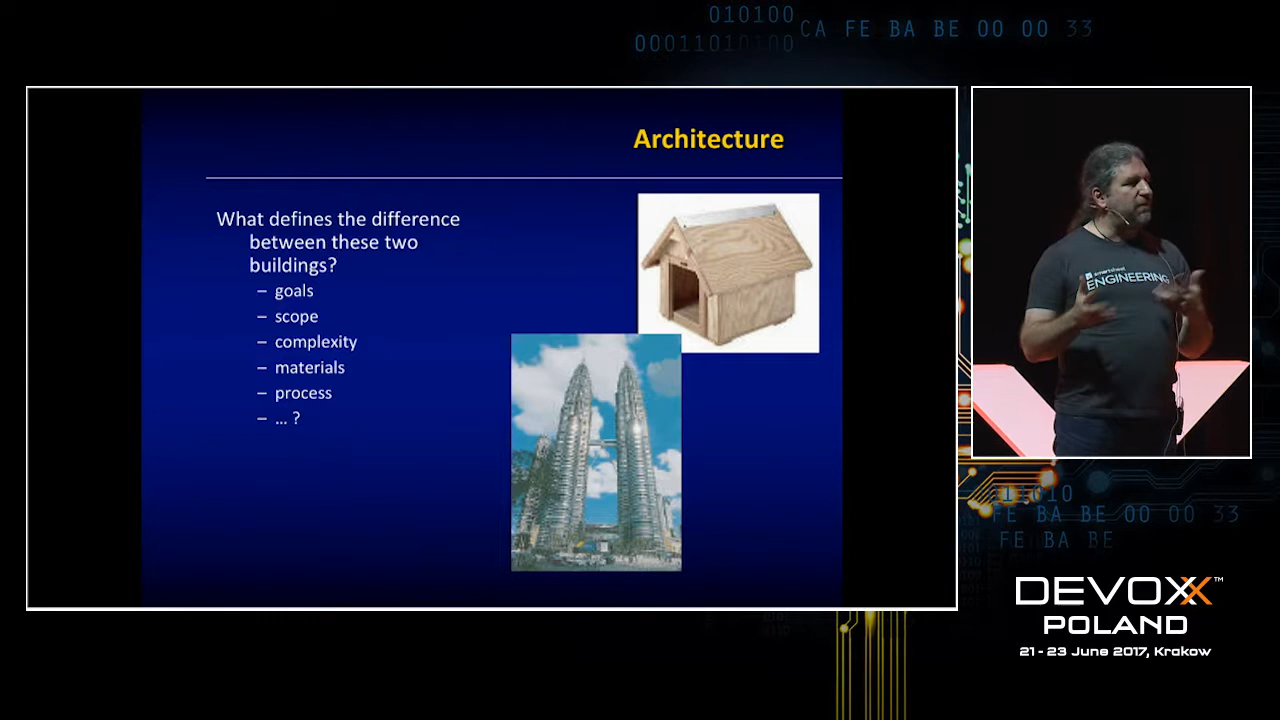 010100
CA FE BA BE 00 00 33
00011010100
Architecture
What defines the difference
between these two
buildings?
– goals
– scope
– complexity
– materials
– process
– ... ?
smartsheet
ENGINEERING
FE BA BE 00 00 33
FE BA BE
DEVOXX™
POLAND
21 - 23 June 2017, Krakow